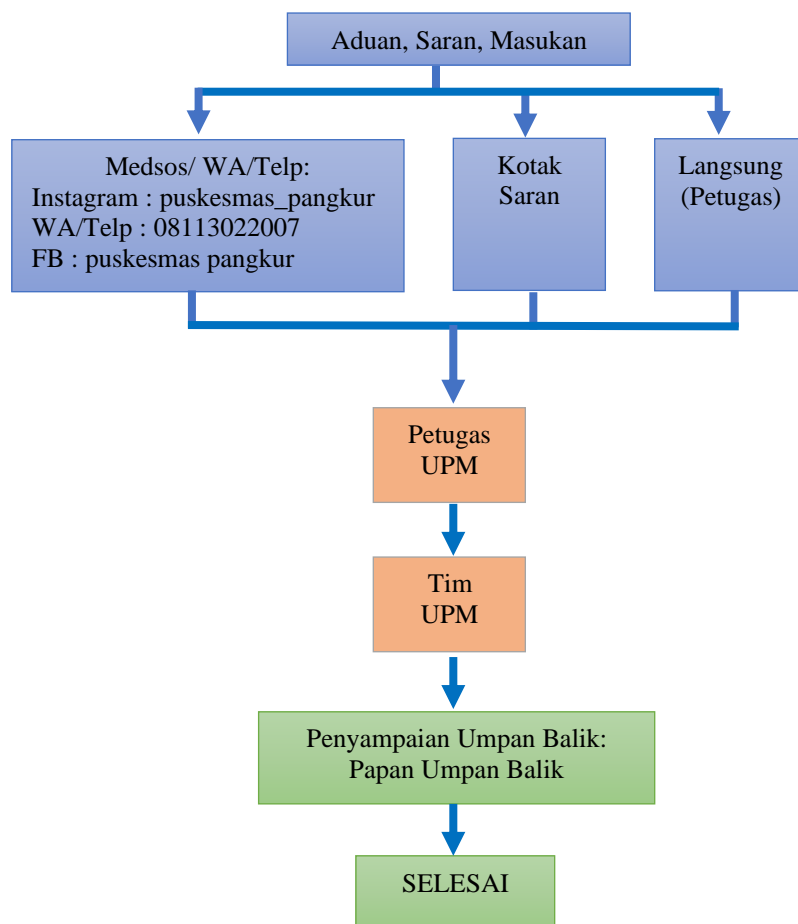 Aduan, Saran, Masukan
Medsos/ WA/Telp:
Instagram : puskesmas_pangkur
WA/Telp : 08113022007
FB : puskesmas pangkur
Kotak
Saran
Langsung
(Petugas)
Petugas
UPM
Tim
UPM
Penyampaian Umpan Balik:
Papan Umpan Balik
SELESAI